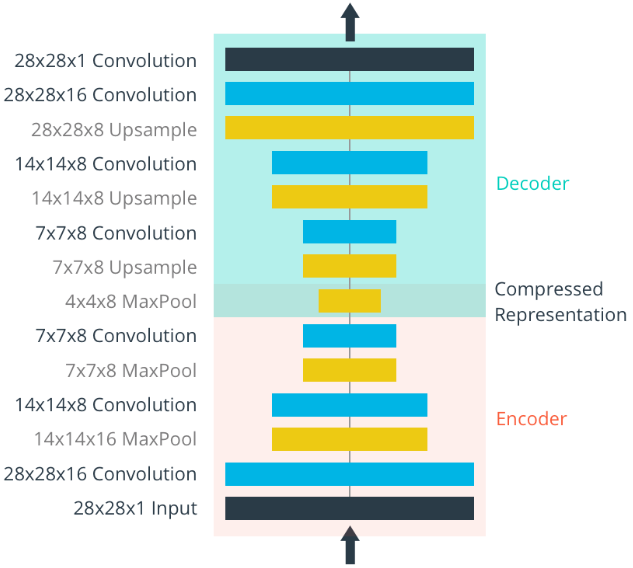 28x28x1 Convolution
28x28x16 Convolution
28x28x8 Upsample
14x14x8 Convolution
14x14x8 Upsample
Decoder
7x7x8 Convolution
7x7x8 Upsample
4x4x8 MaxPool
Compressed
Representation
7x7x8 Convolution
7x7x8 MaxPool
14x14x8 Convolution
Encoder
14x14x16 MaxPool
28x28x16 Convolution
28x28x1 Input